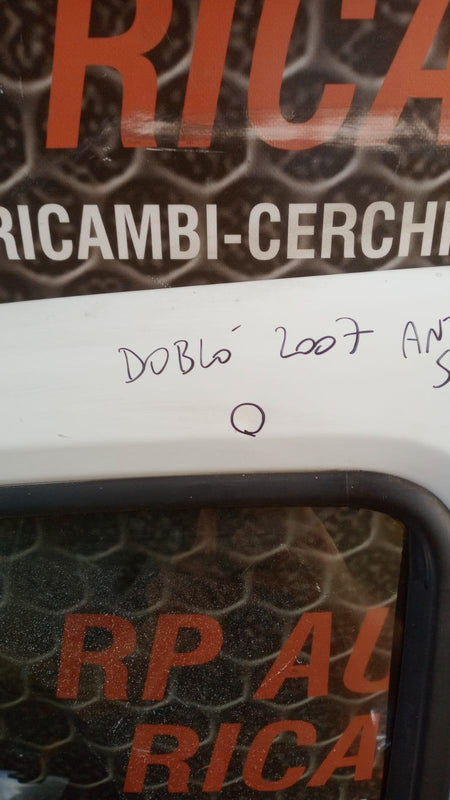 RICA
RICAMBI-CERCHI
DOBLÓ 2007 ANT
S
RP AU
RICA